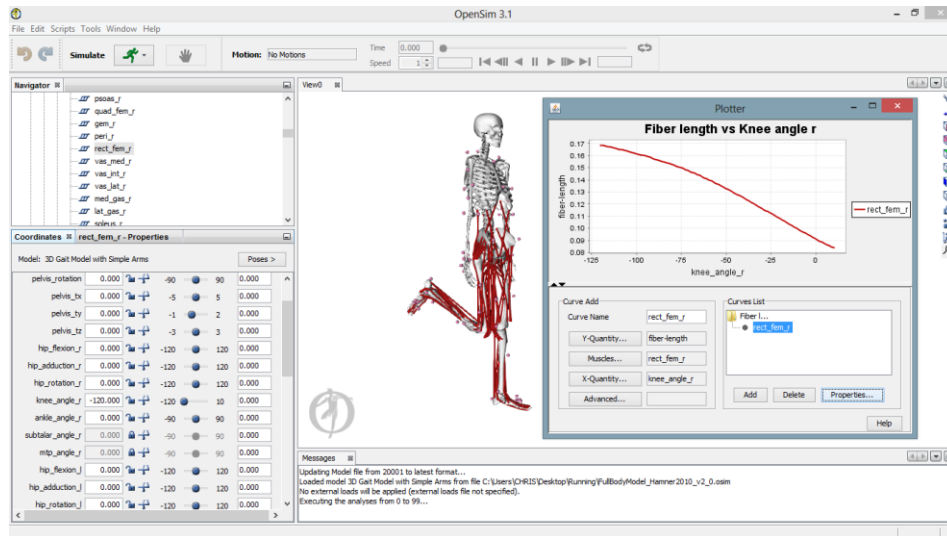 OpenSim 3.1
File Edit Scripts Tools Window Help
Simulate
Motion: No Motions
Time 0.000
Speed 1
Navigator
psoas_r
quad_fem_r
gem_r
peri_r
rect_fem_r
vas_med_r
vas_int_r
vas_lat_r
med_gas_r
lat_gas_r
soleus_r
Coordinates rect_fem_r - Properties
Model: 3D Gait Model with Simple Arms Poses >
pelvis_rotation 0.000 -90 90 0.000
pelvis_tx 0.000 -5 5 0.000
pelvis_ty 0.000 -1 2 0.000
pelvis_tz 0.000 -3 3 0.000
hip_flexion_r 0.000 -120 120 0.000
hip_adduction_r 0.000 -120 120 0.000
hip_rotation_r 0.000 -120 120 0.000
knee_angle_r -120.000 -120 10 0.000
ankle_angle_r 0.000 -90 90 0.000
subtalar_angle_r 0.000 -90 90 0.000
mtp_angle_r 0.000 -90 90 0.000
hip_flexion_l 0.000 -120 120 0.000
hip_adduction_l 0.000 -120 120 0.000
hip_rotation_l 0.000 -120 120 0.000
View0
Plotter
Fiber length vs Knee angle r
fiber-length
0.17
0.16
0.15
0.14
0.13
0.12
0.11
0.10
0.09
0.08
-125 -100 -75 -50 -25 0
knee_angle_r
rect_fem_r
Curve Add
Curve Name rect_fem_r
Y-Quantity... fiber-length
Muscles... rect_fem_r
X-Quantity... knee_angle_r
Advanced...
Curves List
Fiber l...
rect_fem_r
Add Delete Properties...
Help
Messages
Updating Model file from 20001 to latest format...
Loaded model 3D Gait Model with Simple Arms from file C:\Users\CHRIS\Desktop\Running\FullBodyModel_Hamner2010_v2_0.osim
No external loads will be applied (external loads file not specified).
Executing the analyses from 0 to 99...